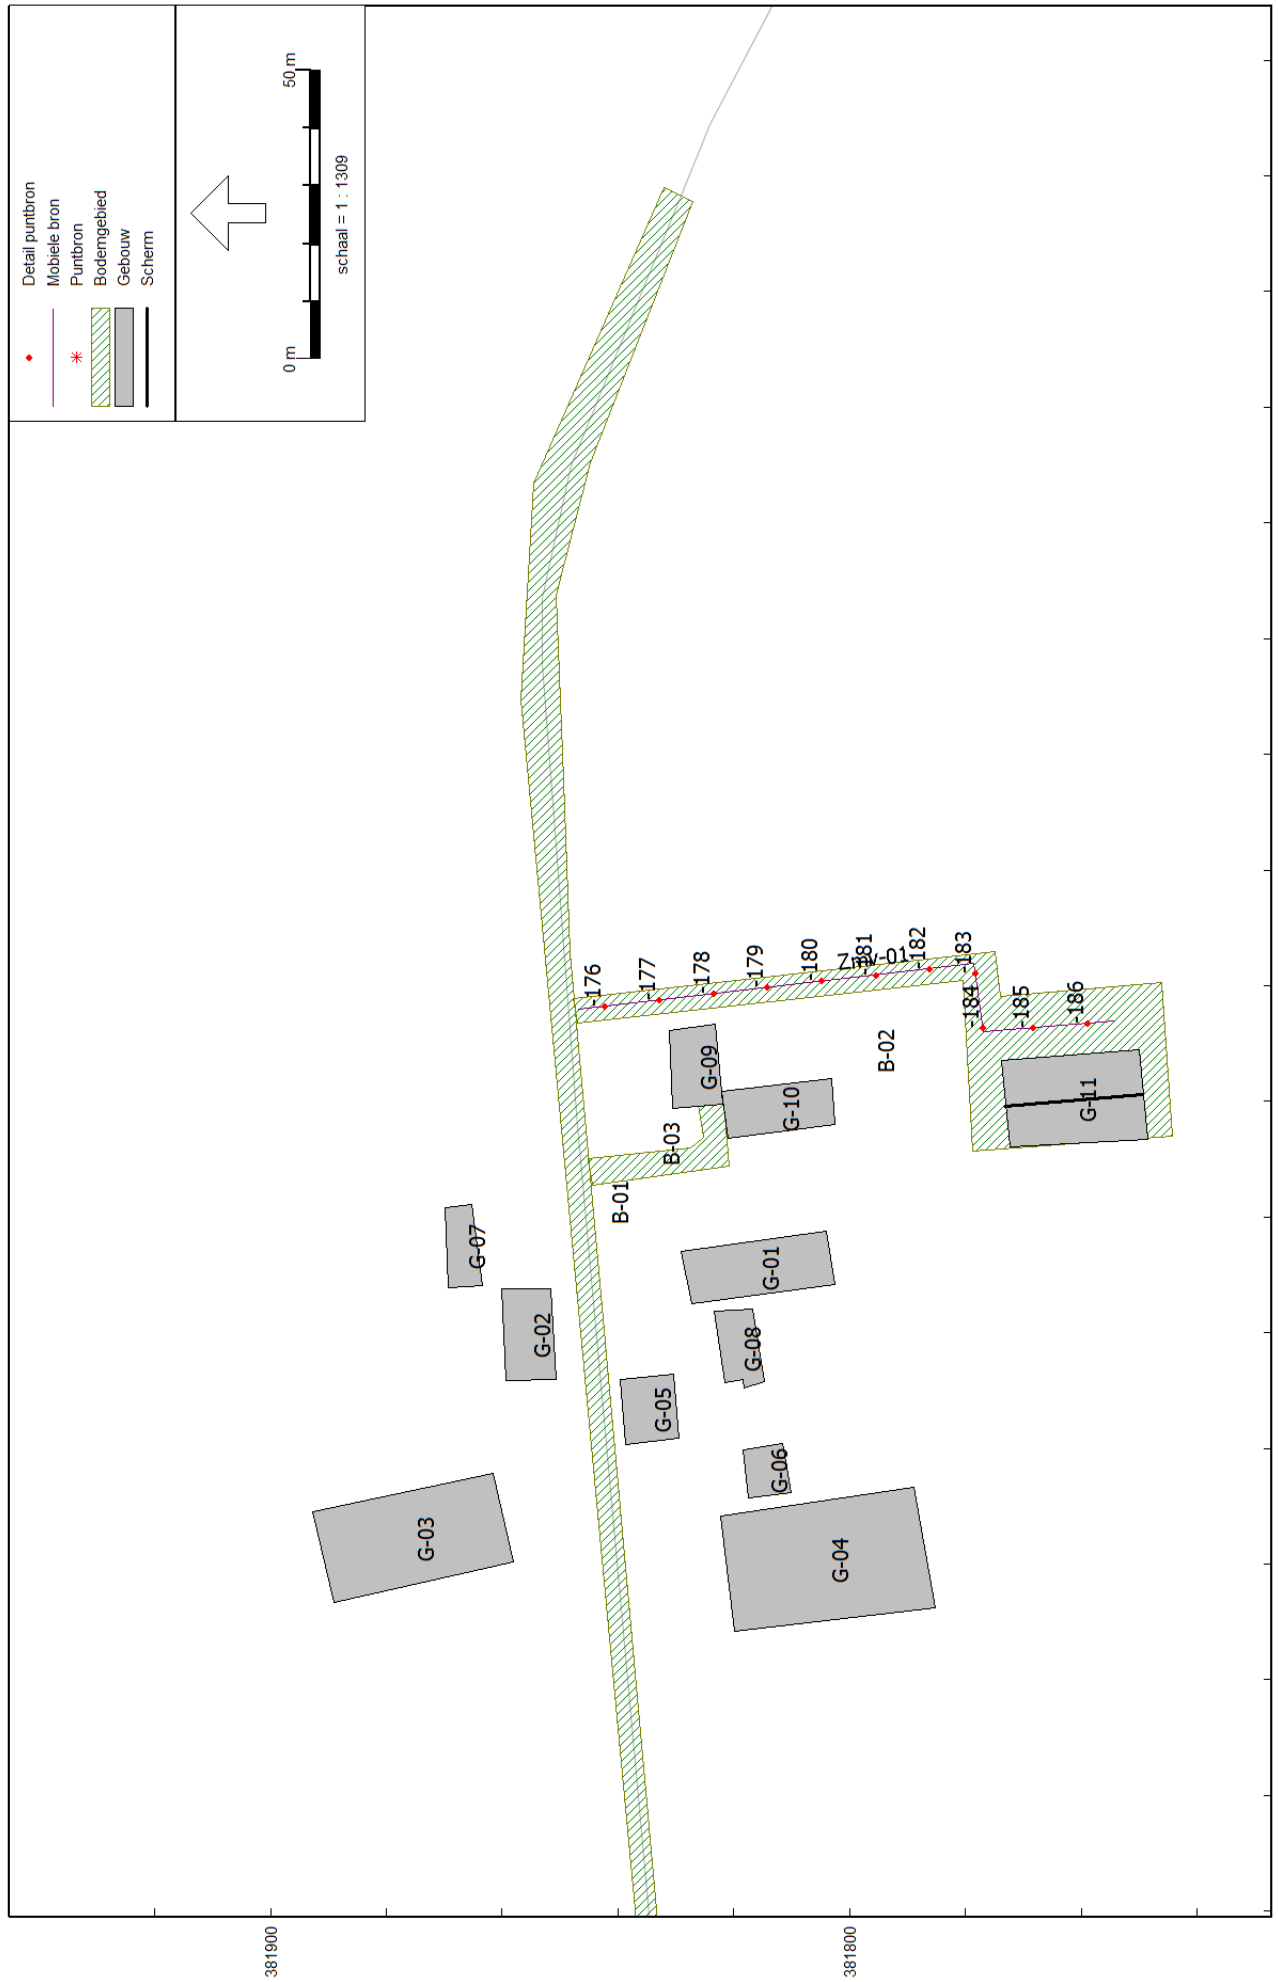 Detail puntbron
Mobiele bron
Puntbron
Bodemgebied
Gebouw
Scherm
0 m
50 m
schaal = 1 : 1309
G-03
G-02
G-07
G-05
G-06
G-04
G-08
G-01
B-01
B-03
G-09
G-10
B-02
G-11
-176
-177
-178
-179
-180
-181
-182
-183
-184
-185
-186
Zmv-01
381900
381800